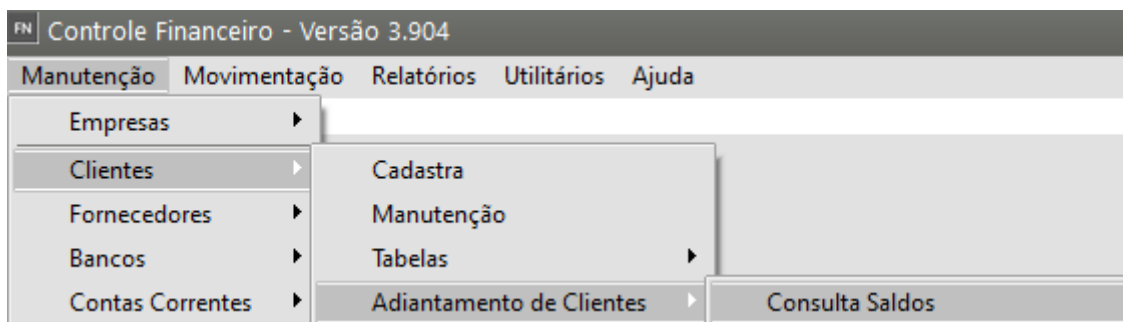 FN Controle Financeiro - Versão 3.904
Manutenção Movimentação Relatórios Utilitários Ajuda
Empresas
Clientes Cadastra
Fornecedores Manutenção
Bancos Tabelas
Contas Correntes Adiantamento de Clientes Consulta Saldos